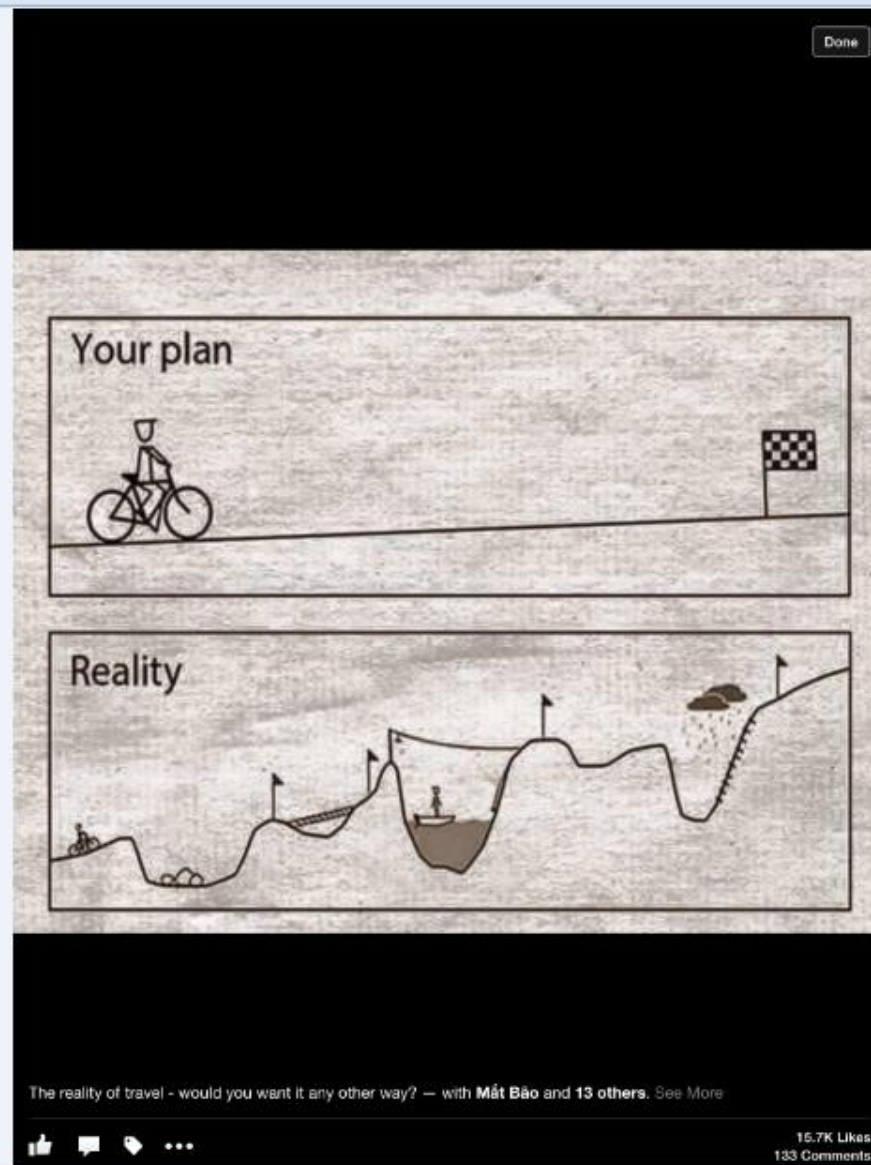 Done
Your plan
Reality
The reality of travel - would you want it any other way? — with Mắt Bão and 13 others. See More
15.7K Likes
133 Comments